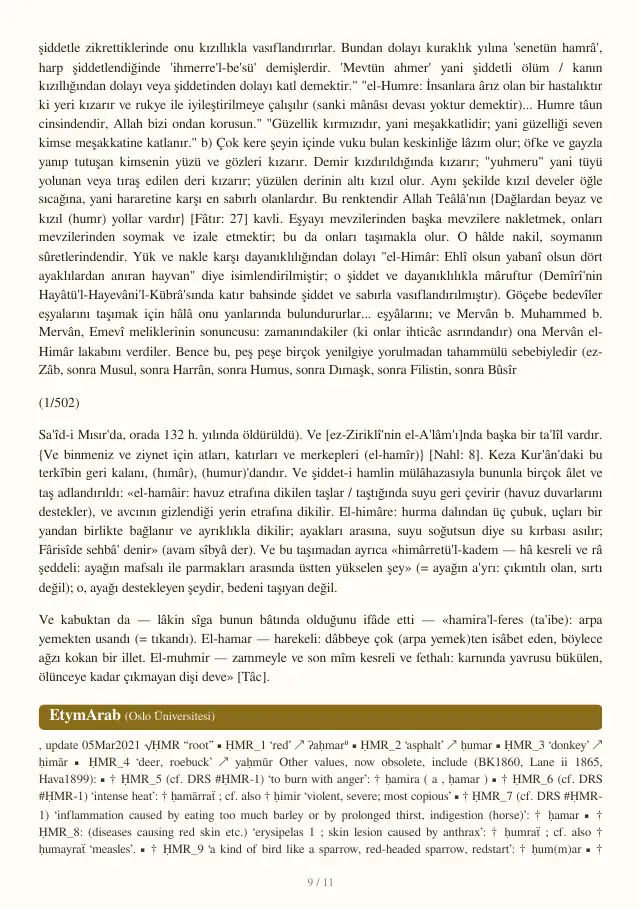 şiddetle zikrettiklerinde onu kızıllıkla vasıflandırırlar. Bundan dolayı kuraklık yılına 'senetün hamrâ',
harp şiddetlendiğinde 'ihmerre'l-be'sü' demişlerdir. 'Mevtün ahmer' yani şiddetli ölüm / kanın
kızıllığından dolayı veya şiddetinden dolayı katl demektir." "el-Humre: İnsanlara ârız olan bir hastalıktır
ki yeri kızarır ve rukye ile iyileştirilmeye çalışılır (sanki mânâsı devası yoktur demektir)... Humre tâun
cinsindendir, Allah bizi ondan korusun." "Güzellik kırmızıdır, yani meşakkatlidir; yani güzelliği seven
kimse meşakkatine katlanır." b) Çok kere şeyin içinde vuku bulan keskinliğe lâzım olur; öfke ve gayzla
yanıp tutuşan kimsenin yüzü ve gözleri kızarır. Demir kızdırıldığında kızarır; "yuhmeru" yani tüyü
yolunan veya tıraş edilen deri kızarır; yüzülen derinin altı kızıl olur. Aynı şekilde kızıl develer öğle
sıcağına, yani hararetine karşı en sabırlı olanlardır. Bu renktendir Allah Teâlâ'nın {Dağlardan beyaz ve
kızıl (humr) yollar vardır} [Fâtır: 27] kavli. Eşyayı mevzilerinden başka mevzilere nakletmek, onları
mevzilerinden soymak ve izale etmektir; bu da onları taşımakla olur. O hâlde nakil, soymanın
sûretlerindendir. Yük ve nakle karşı dayanıklılığından dolayı "el-Himâr: Ehlî olsun yabanî olsun dört
ayaklılardan anıran hayvan" diye isimlendirilmiştir; o şiddet ve dayanıklılıkla mâruftur (Demîrî'nin
Hayâtü'l-Hayevâni'l-Kübrâ'sında katır bahsinde şiddet ve sabırla vasıflandırılmıştır). Göçebe bedevîler
eşyalarını taşımak için hâlâ onu yanlarında bulundururlar... eşyâlarını; ve Mervân b. Muhammed b.
Mervân, Emevî meliklerinin sonuncusu: zamanındakiler (ki onlar ihticâc asrındandır) ona Mervân el-
Himâr lakabını verdiler. Bence bu, peş peşe birçok yenilgiye yorulmadan tahammülü sebebiyledir (ez-
Zâb, sonra Musul, sonra Harrân, sonra Humus, sonra Dımaşk, sonra Filistin, sonra Bûsîr
(1/502)
Sa'îd-i Mısır'da, orada 132 h. yılında öldürüldü). Ve [ez-Ziriklî'nin el-A'lâm'ı]nda başka bir ta'lîl vardır.
{Ve binmeniz ve ziynet için atları, katırları ve merkepleri (el-hamîr)} [Nahl: 8]. Keza Kur'ân'daki bu
terkîbin geri kalanı, (hımâr), (humur)'dandır. Ve şiddet-i hamlin mülâhazasıyla bununla birçok âlet ve
taş adlandırıldı: «el-hamâir: havuz etrafına dikilen taşlar / taştığında suyu geri çevirir (havuz duvarlarını
destekler), ve avcının gizlendiği yerin etrafına dikilir. El-himâre: hurma dalından üç çubuk, uçları bir
yandan birlikte bağlanır ve ayrıklıkla dikilir; ayakları arasına, suyu soğutsun diye su kırbası asılır;
Fârisîde sehbâ' denir» (avam sîbyâ der). Ve bu taşımadan ayrıca «himârretü'l-kadem — hâ kesreli ve râ
şeddeli: ayağın mafsalı ile parmakları arasında üstten yükselen şey» (= ayağın a'yrı: çıkıntılı olan, sırtı
değil); o, ayağı destekleyen şeydir, bedeni taşıyan değil.
Ve kabuktan da — lâkin sîga bunun bâtında olduğunu ifâde etti — «hamira'l-feres (ta'ibe): arpa
yemekten usandı (= tıkandı). El-hamar — harekeli: dâbbeye çok (arpa yemek)ten isâbet eden, böylece
ağzı kokan bir illet. El-muhmir — zammeyle ve son mîm kesreli ve fethalı: karnında yavrusu bükülen,
ölünceye kadar çıkmayan dişi deve» [Tâc].
EtymArab (Oslo Üniversitesi)
, update 05Mar2021 √ḤMR “root” ▪ ḤMR_1 ‘red’ ↗ ʔaḥmarᵘ ▪ ḤMR_2 ‘asphalt’ ↗ ḥumar ▪ ḤMR_3 ‘donkey’ ↗
ḥimār ▪ ḤMR_4 ‘deer, roebuck’ ↗ yaḥmūr Other values, now obsolete, include (BK1860, Lane ii 1865,
Hava1899): ▪ † ḤMR_5 (cf. DRS #ḤMR-1) ‘to burn with anger’: † ḥamira ( a , ḥamar ) ▪ † ḤMR_6 (cf. DRS
#ḤMR-1) ‘intense heat’: † ḥamārraẗ ; cf. also † ḥimir ‘violent, severe; most copious’ ▪ † ḤMR_7 (cf. DRS #ḤMR-
1) ‘inflammation caused by eating too much barley or by prolonged thirst, indigestion (horse)’: † ḥamar ▪ †
ḤMR_8: (diseases causing red skin etc.) ‘erysipelas 1 ; skin lesion caused by anthrax’: † ḥumraẗ ; cf. also †
ḥumayraẗ ‘measles’. ▪ † ḤMR_9 ‘a kind of bird like a sparrow, red-headed sparrow, redstart’: † ḥum(m)ar ▪ †
9 / 11